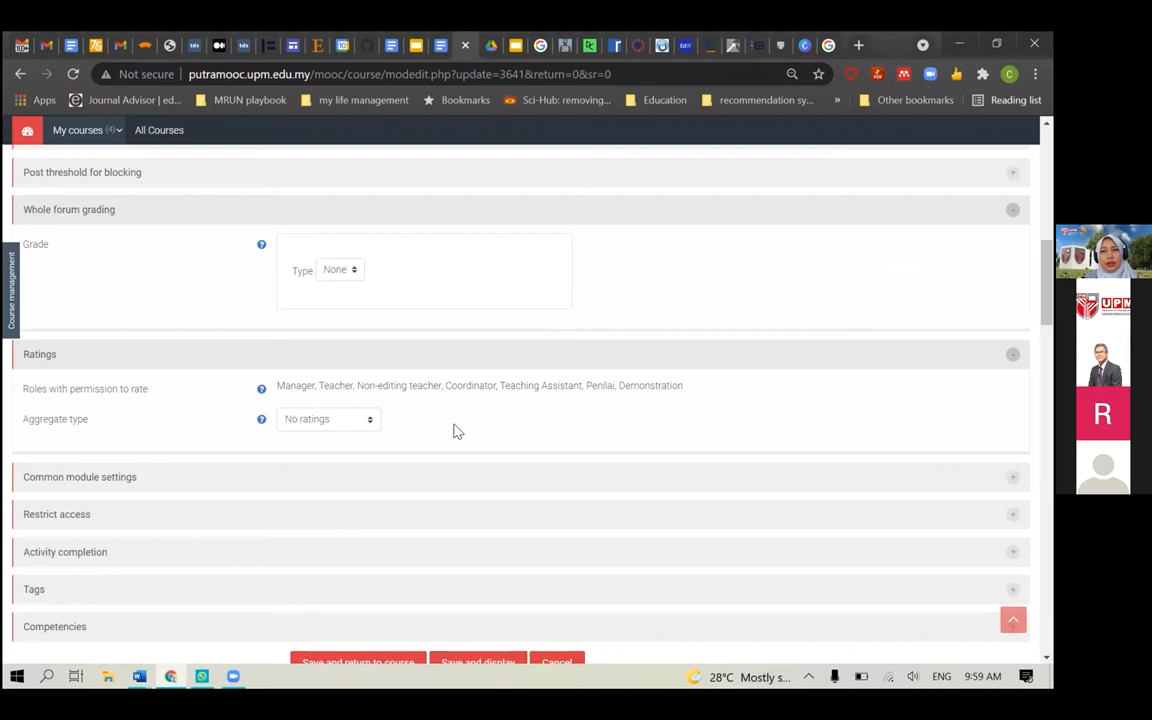 Not secure putramooc.upm.edu.my/mooc/course/modedit.php?update=3641&return=0&sr=0
Apps Journal Advisor | ed... MRUN playbook my life management Bookmarks Sci-Hub: removing... Education recommendation sy... » Other bookmarks Reading list
My courses (4) All Courses
Post threshold for blocking
Whole forum grading
Grade
Type None
Course management
Ratings
Roles with permission to rate Manager, Teacher, Non-editing teacher, Coordinator, Teaching Assistant, Penilai, Demonstration
Aggregate type No ratings
Common module settings
Restrict access
Activity completion
Tags
Competencies
Save and return to course Save and display Cancel
28°C Mostly s... ENG 9:59 AM
UPM
R